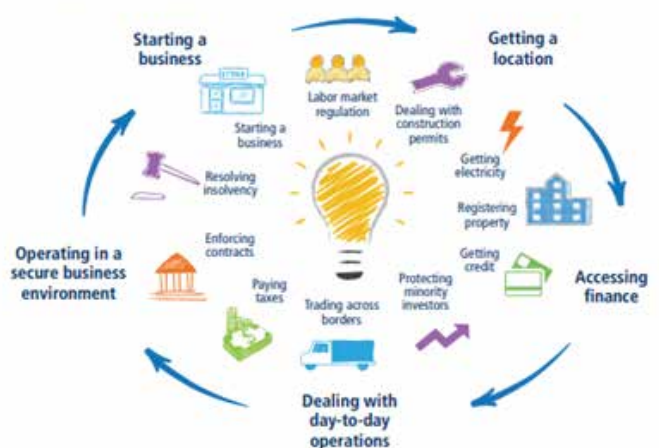 Starting a
business
Getting a
location
Labor market
regulation
Dealing with
construction
permits
Starting a
business
Getting
electricity
Resolving
insolvency
Registering
property
Operating in a
secure business
environment
Enforcing
contracts
Getting
credit
Accessing
finance
Paying
taxes
Trading across
borders
Protecting
minority
investors
Dealing with
day-to-day
operations